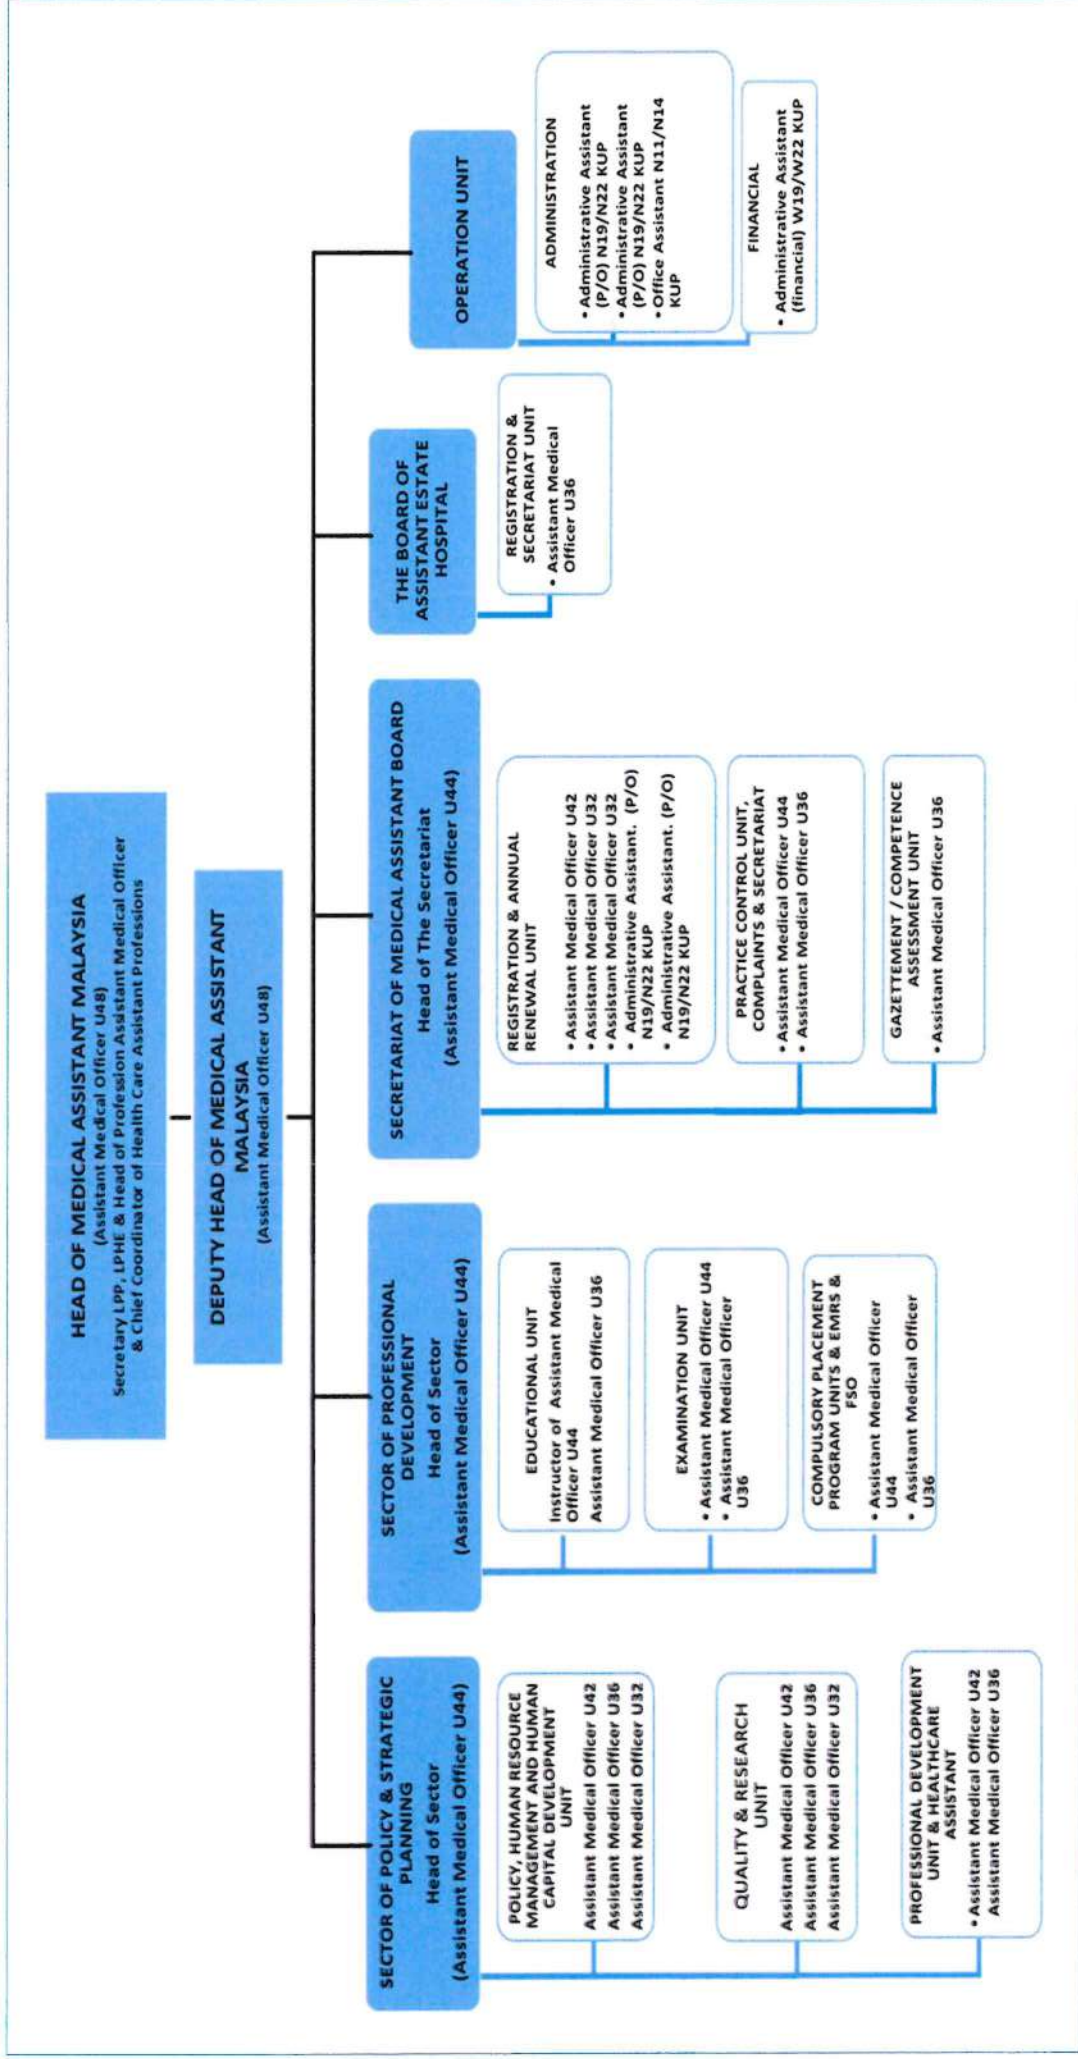 HEAD OF MEDICAL ASSISTANT MALAYSIA
(Assistant Medical Officer U48)
Secretary LPP, LPHE & Head of Profession Assistant Medical Officer
& Chief Coordinator of Health Care Assistant Professions
DEPUTY HEAD OF MEDICAL ASSISTANT
MALAYSIA
(Assistant Medical Officer U48)
SECTOR OF POLICY & STRATEGIC
PLANNING
Head of Sector
(Assistant Medical Officer U44)
POLICY, HUMAN RESOURCE
MANAGEMENT AND HUMAN
CAPITAL DEVELOPMENT
UNIT
Assistant Medical Officer U42
Assistant Medical Officer U36
Assistant Medical Officer U32
QUALITY & RESEARCH
UNIT
Assistant Medical Officer U42
Assistant Medical Officer U36
Assistant Medical Officer U32
PROFESSIONAL DEVELOPMENT
UNIT & HEALTHCARE
ASSISTANT
• Assistant Medical Officer U42
Assistant Medical Officer U36
SECTOR OF PROFESSIONAL
DEVELOPMENT
Head of Sector
(Assistant Medical Officer U44)
EDUCATIONAL UNIT
Instructor of Assistant Medical
Officer U44
Assistant Medical Officer U36
EXAMINATION UNIT
• Assistant Medical Officer U44
• Assistant Medical Officer
U36
COMPULSORY PLACEMENT
PROGRAM UNITS & EMRS &
FSO
• Assistant Medical Officer
U44
• Assistant Medical Officer
U36
SECRETARIAT OF MEDICAL ASSISTANT BOARD
Head of The Secretariat
(Assistant Medical Officer U44)
REGISTRATION & ANNUAL
RENEWAL UNIT
• Assistant Medical Officer U42
• Assistant Medical Officer U32
• Assistant Medical Officer U32
• Administrative Assistant. (P/O)
N19/N22 KUP
• Administrative Assistant. (P/O)
N19/N22 KUP
PRACTICE CONTROL UNIT,
COMPLAINTS & SECRETARIAT
• Assistant Medical Officer U44
• Assistant Medical Officer U36
GAZETTEMENT / COMPETENCE
ASSESSMENT UNIT
• Assistant Medical Officer U36
THE BOARD OF
ASSISTANT ESTATE
HOSPITAL
REGISTRATION &
SECRETARIAT UNIT
• Assistant Medical
Officer U36
OPERATION UNIT
ADMINISTRATION
• Administrative Assistant
(P/O) N19/N22 KUP
• Administrative Assistant
(P/O) N19/N22 KUP
• Office Assistant N11/N14
KUP
FINANCIAL
• Administrative Assistant
(financial) W19/W22 KUP